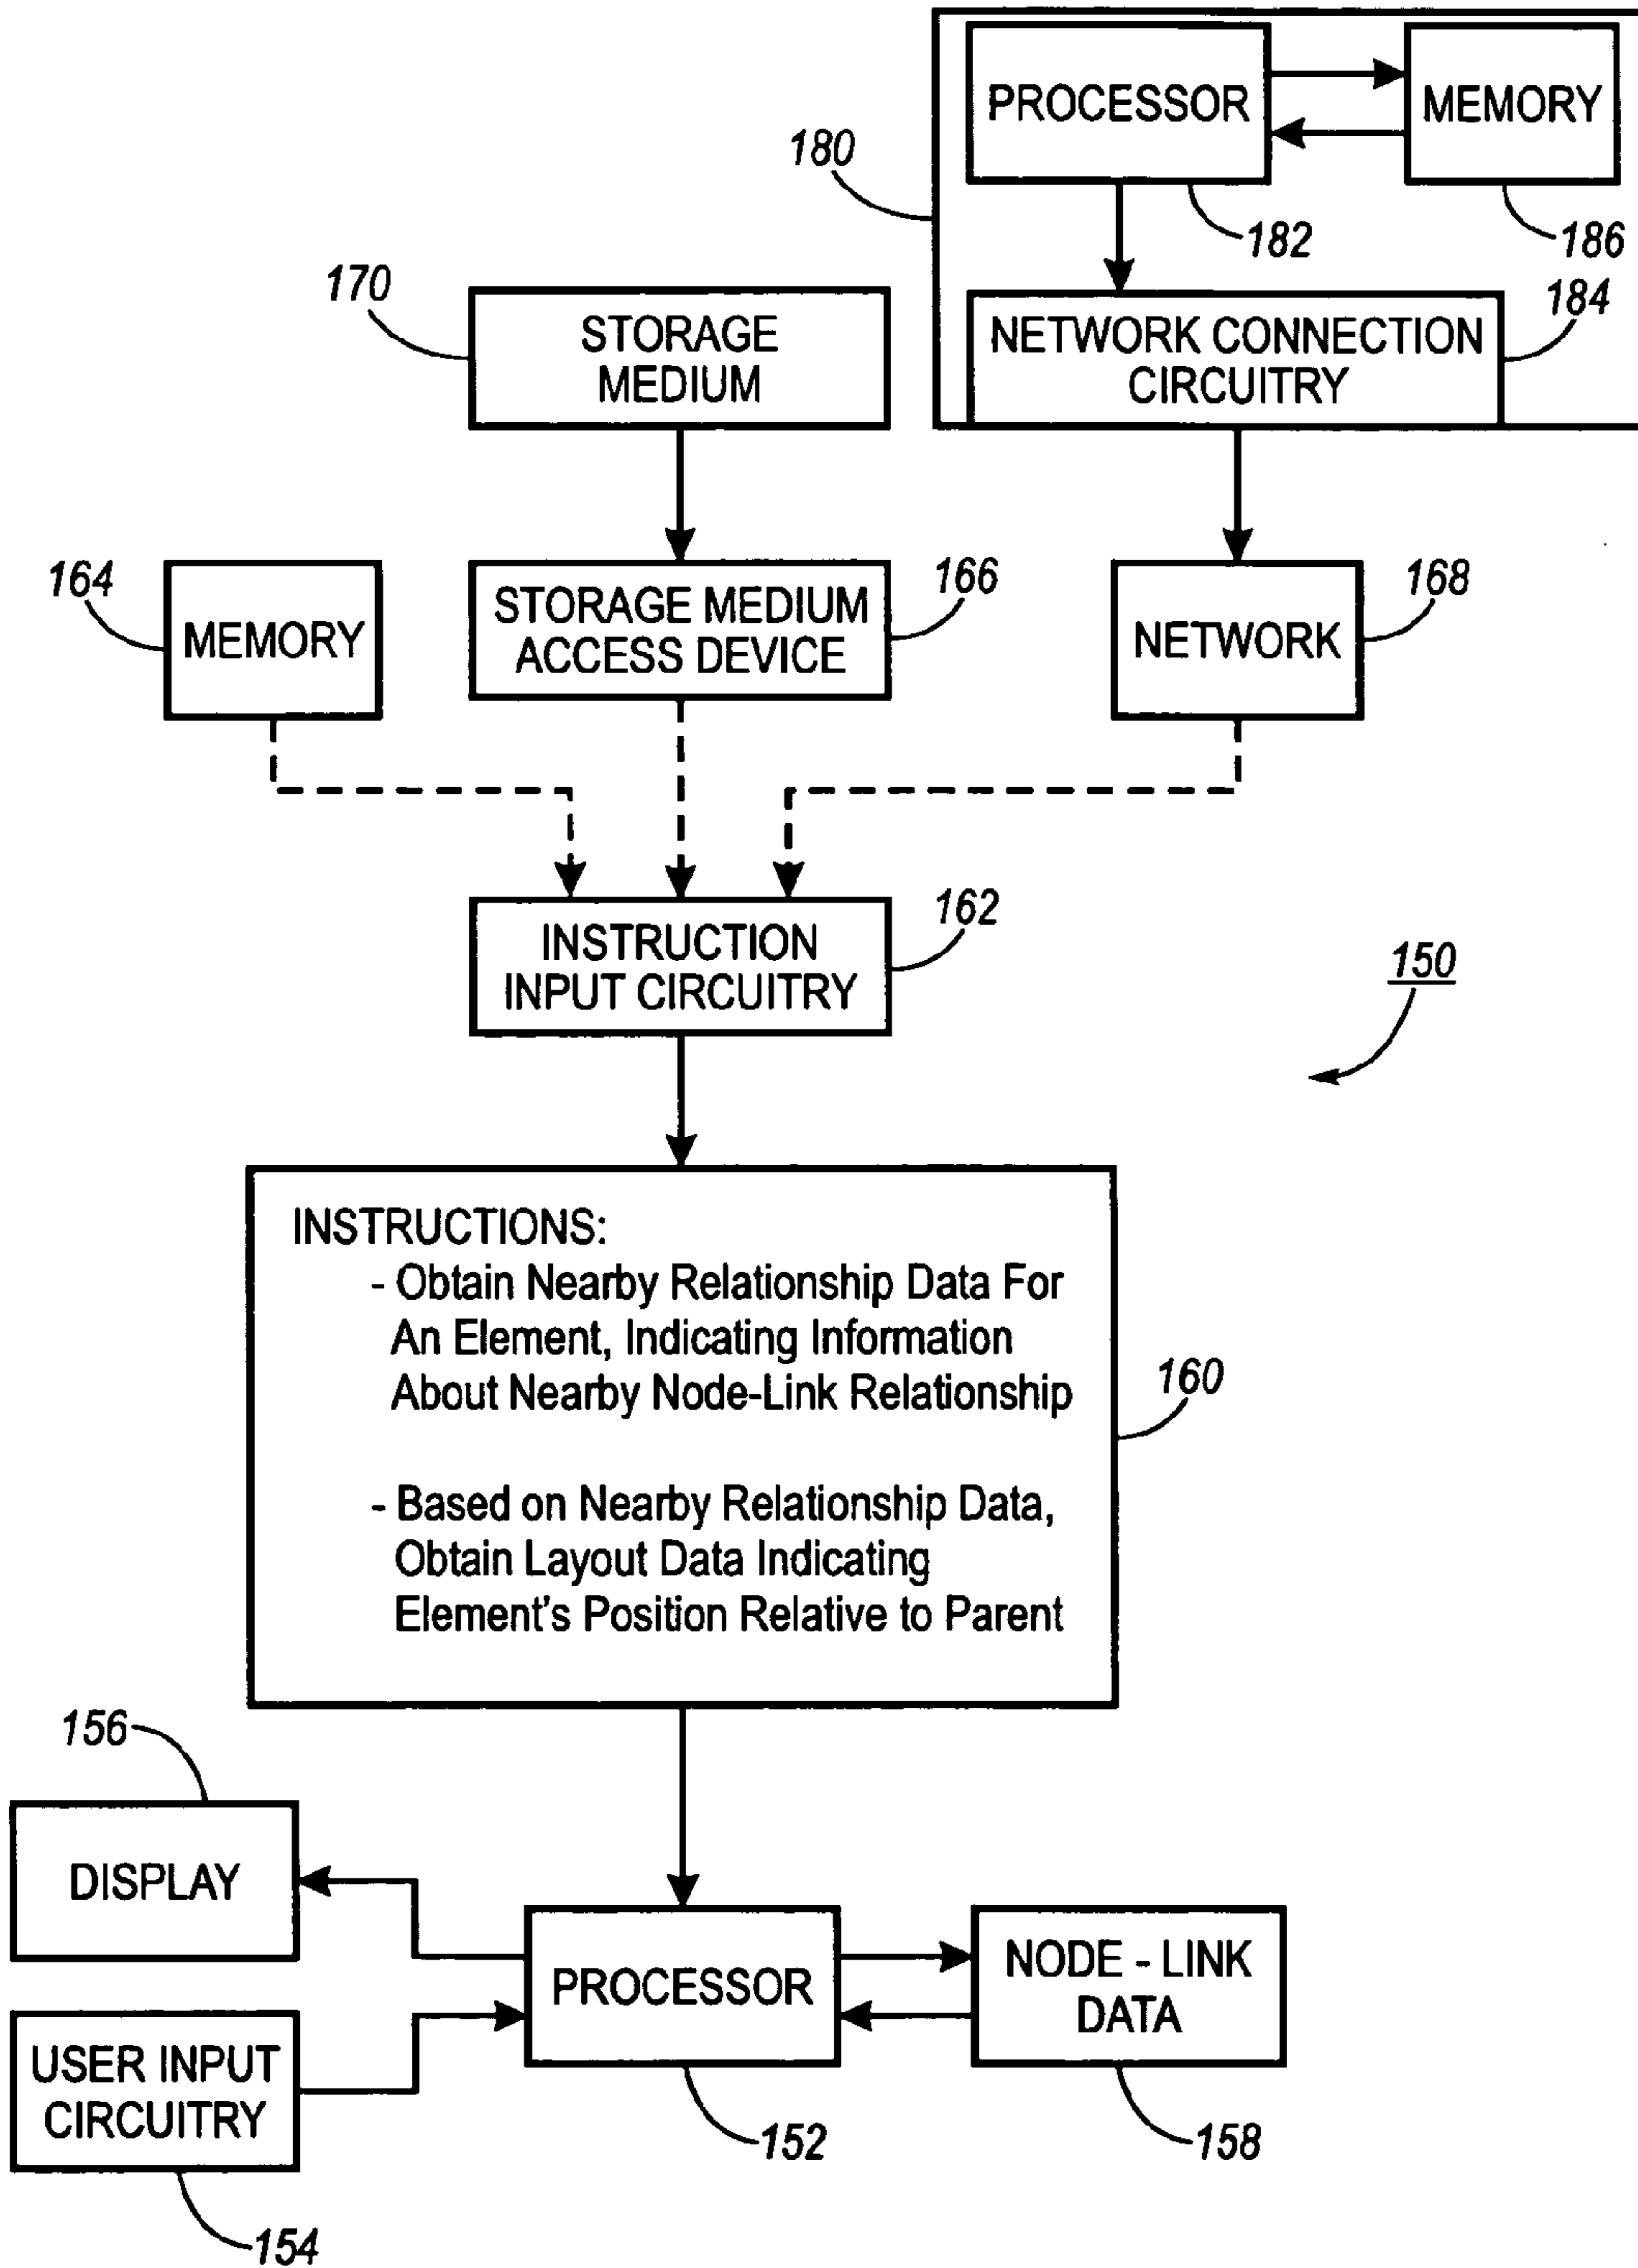 PROCESSOR
MEMORY
180
182
186
170
STORAGE
MEDIUM
184
NETWORK CONNECTION
CIRCUITRY
164
MEMORY
STORAGE MEDIUM
ACCESS DEVICE
166
NETWORK
168
INSTRUCTION
INPUT CIRCUITRY
162
150
INSTRUCTIONS:
- Obtain Nearby Relationship Data For
An Element, Indicating Information
About Nearby Node-Link Relationship
- Based on Nearby Relationship Data,
Obtain Layout Data Indicating
Element's Position Relative to Parent
160
156
DISPLAY
PROCESSOR
NODE - LINK
DATA
USER INPUT
CIRCUITRY
152
158
154